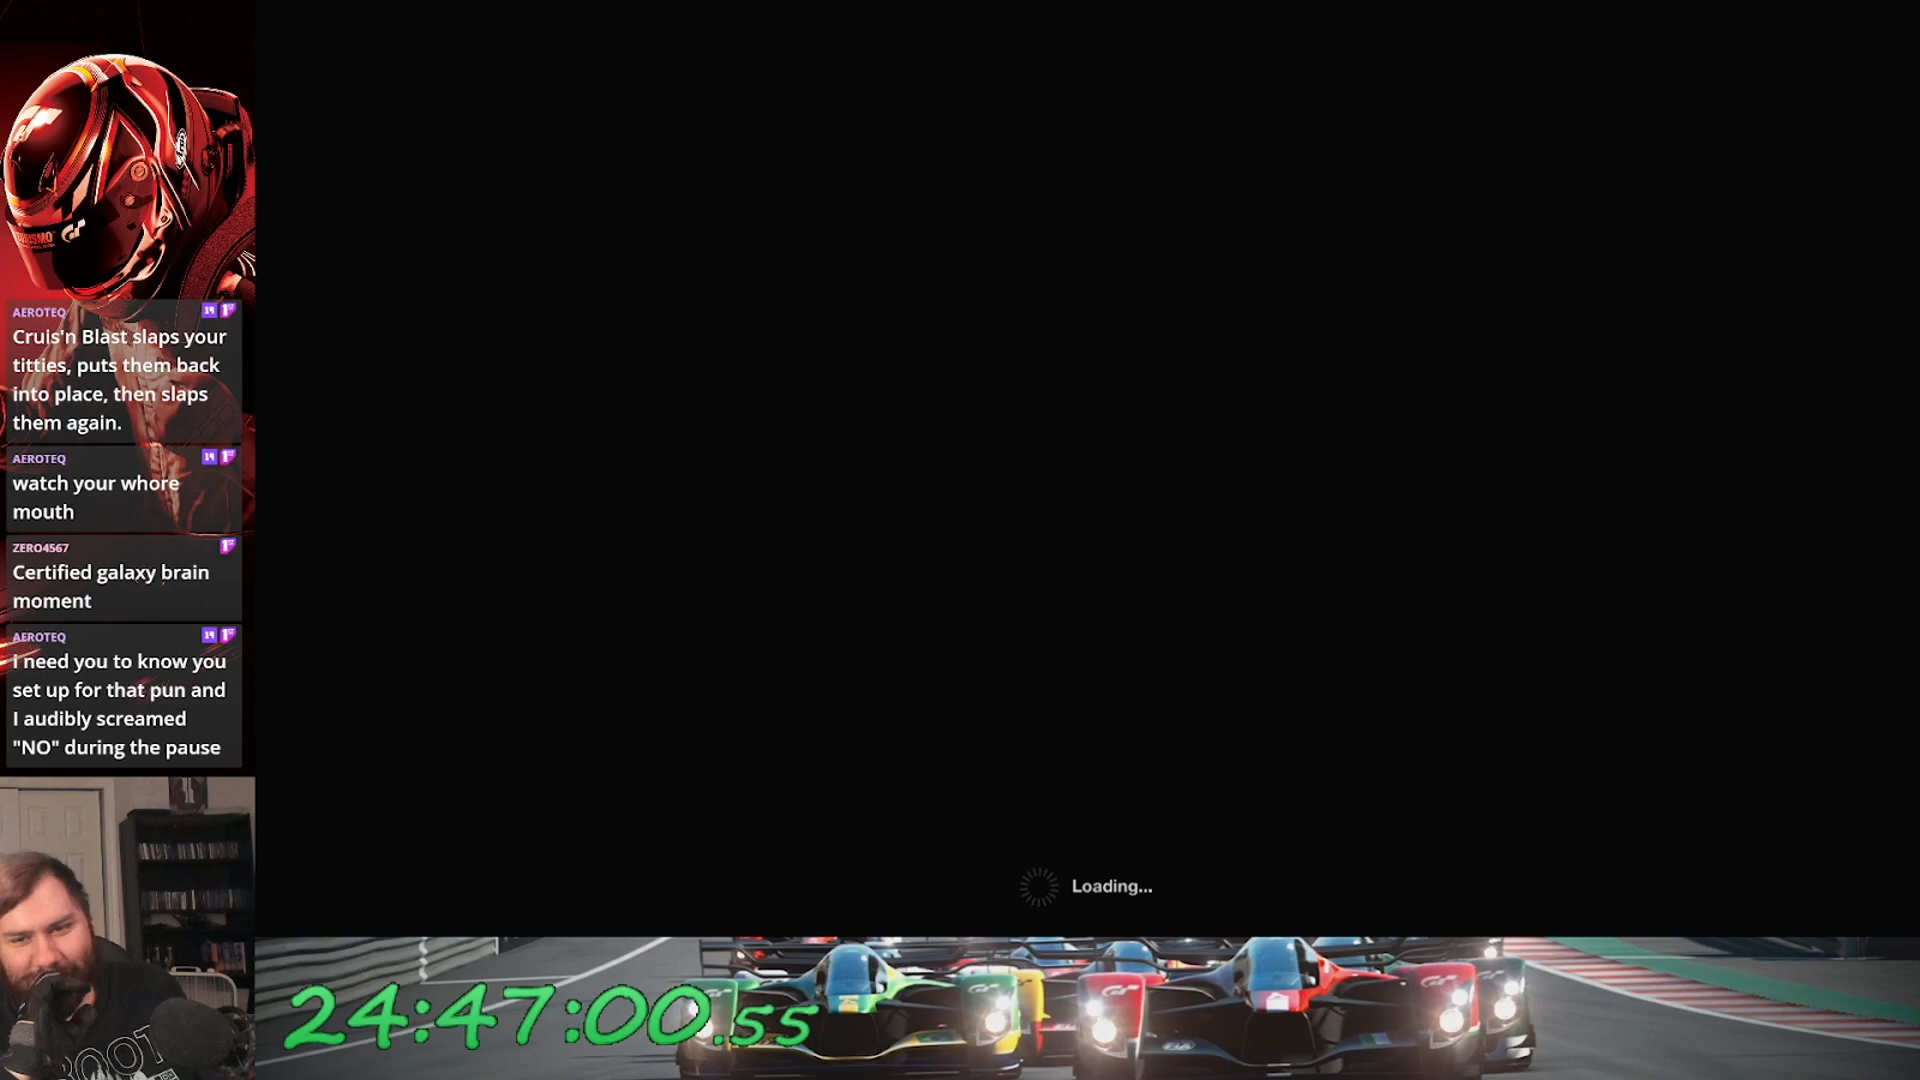 AEROTEQ
Cruis'n Blast slaps your
titties, puts them back
into place, then slaps
them again.
AEROTEQ
watch your whore
mouth
ZERO4567
Certified galaxy brain
moment
AEROTEQ
I need you to know you
set up for that pun and
I audibly screamed
"NO" during the pause
Loading...
24:47:00.55